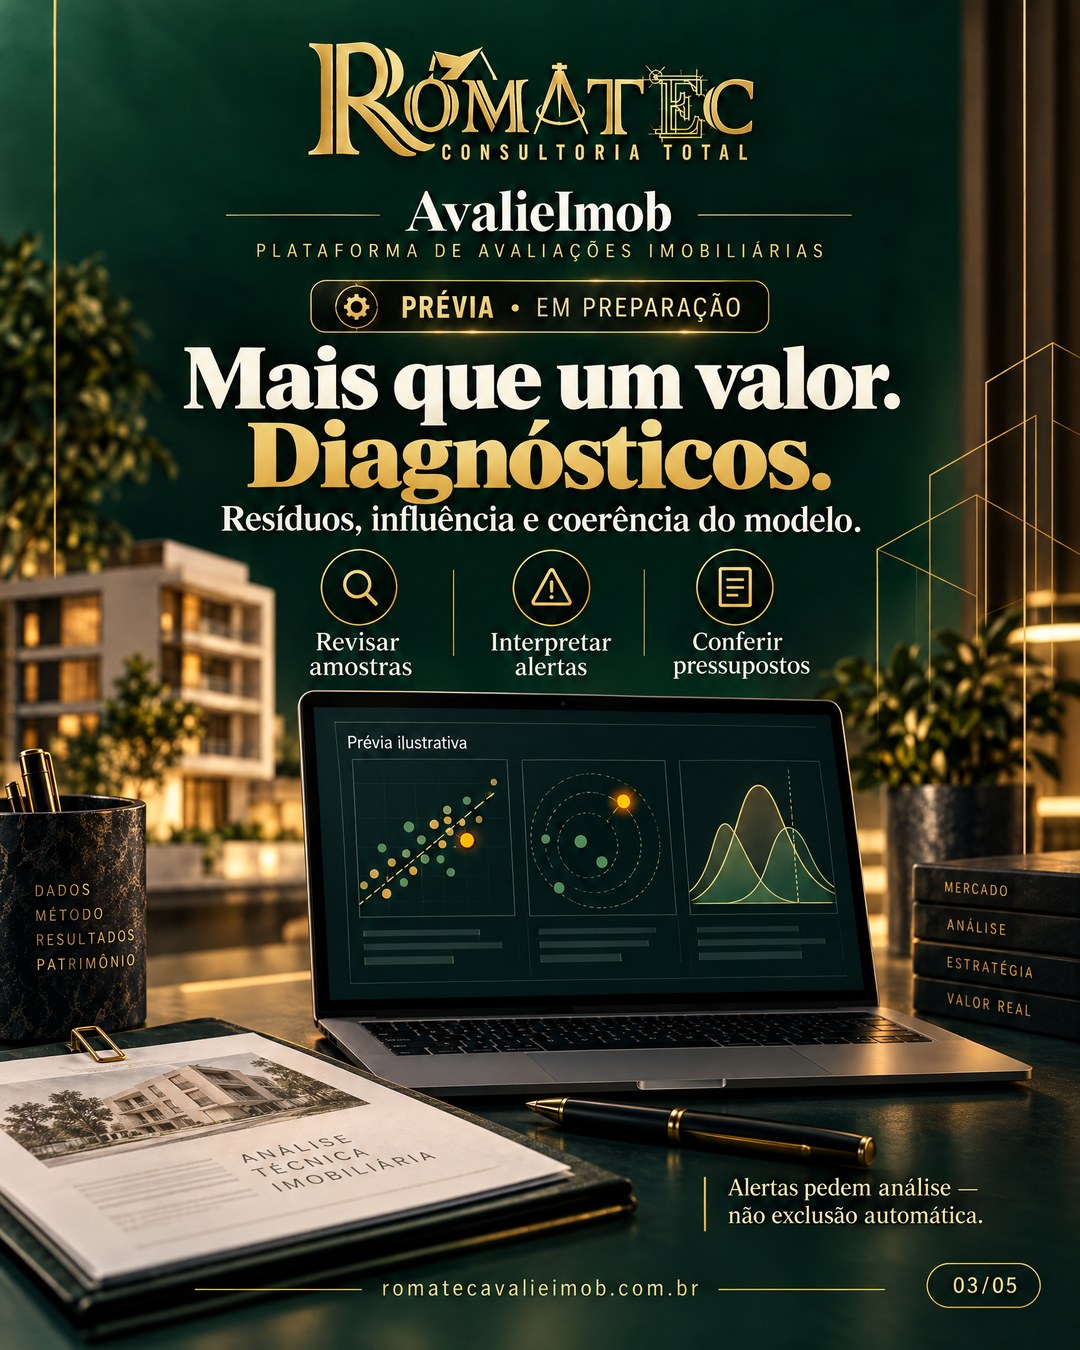 ROMATEC
CONSULTORIA TOTAL
AvalieImob
PLATAFORMA DE AVALIAÇÕES IMOBILIÁRIAS
PRÉVIA • EM PREPARAÇÃO
Mais que um valor.
Diagnósticos.
Resíduos, influência e coerência do modelo.
Revisar
amostras
Interpretar
alertas
Conferir
pressupostos
Prévia ilustrativa
DADOS
MÉTODO
RESULTADOS
PATRIMÔNIO
MERCADO
ANÁLISE
ESTRATÉGIA
VALOR REAL
ANÁLISE
TÉCNICA
IMOBILIÁRIA
Alertas pedem análise —
não exclusão automática.
romatecavalieimob.com.br
03/05